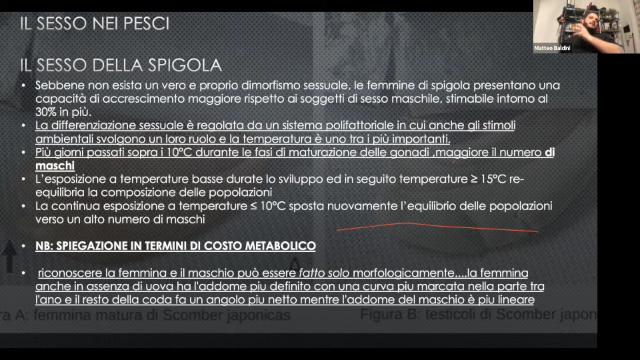 IL SESSO NEI PESCI
Matteo Baldini
IL SESSO DELLA SPIGOLA
• Sebbene non esista un vero e proprio dimorfismo sessuale, le femmine di spigola presentano una
capacità di accrescimento maggiore rispetto ai soggetti di sesso maschile, stimabile intorno al
30% in più.
• La differenziazione sessuale è regolata da un sistema polifattoriale in cui anche gli stimoli
ambientali svolgono un loro ruolo e la temperatura è uno tra i più importanti.
• Più giorni passati sopra i 10°C durante le fasi di maturazione delle gonadi ,maggiore il numero di
maschi
• L'esposizione a temperature basse durate lo sviluppo ed in seguito temperature ≥ 15°C re-
equilibria la composizione delle popolazioni
• La continua esposizione a temperature ≤ 10°C sposta nuovamente l'equilibrio delle popolazioni
verso un alto numero di maschi
• NB: SPIEGAZIONE IN TERMINI DI COSTO METABOLICO
• riconoscere la femmina e il maschio può essere fatto solo morfologicamente....la femmina
anche in assenza di uova ha l'addome piu definito con una curva piu marcata nella parte tra
l'ano e il resto della coda fa un angolo piu netto mentre l'addome del maschio è piu lineare
ra A: femmina matura di Scomber japonicas
Figura B: testicoli di Scomber japon